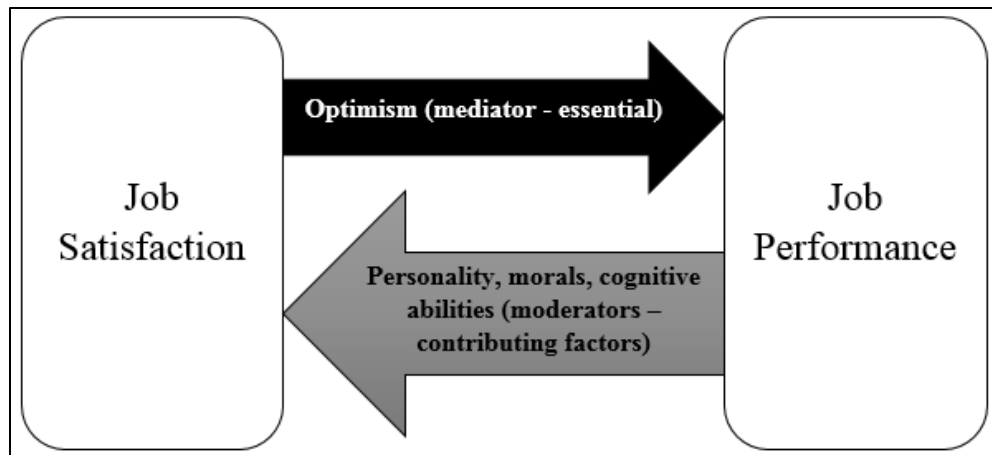 Job
Satisfaction
Optimism (mediator - essential)
Personality, morals, cognitive
abilities (moderators –
contributing factors)
Job
Performance